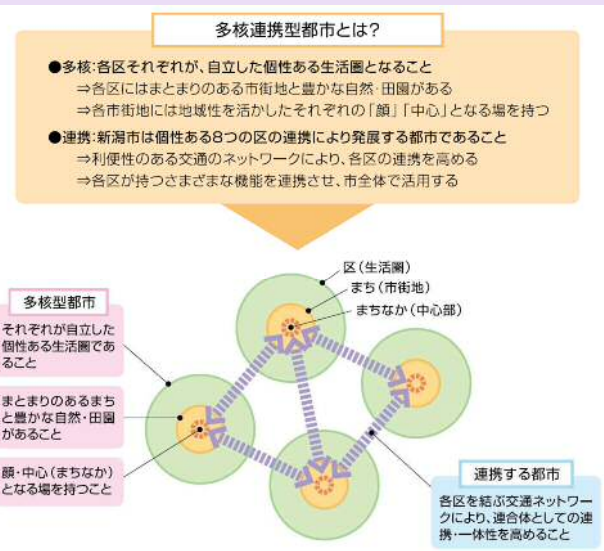 多核連携型都市とは?
●多核:各区それぞれが、自立した個性ある生活圏となること
⇒各区にはまとまりのある市街地と豊かな自然・田園がある
⇒各市街地には地域性を活かしたそれぞれの「顔」「中心」となる場を持つ
●連携:新潟市は個性ある8つの区の連携により発展する都市であること
⇒利便性のある交通のネットワークにより、各区の連携を高める
⇒各区が持つさまざまな機能を連携させ、市全体で活用する
区(生活圏)
まち(市街地)
まちなか(中心部)
多核型都市
それぞれが自立した
個性ある生活圏であ
ること
まとまりのあるまち
と豊かな自然・田園
があること
顔・中心(まちなか)
となる場を持つこと
連携する都市
各区を結ぶ交通ネットワー
クにより、連合体としての連
携・一体性を高めること